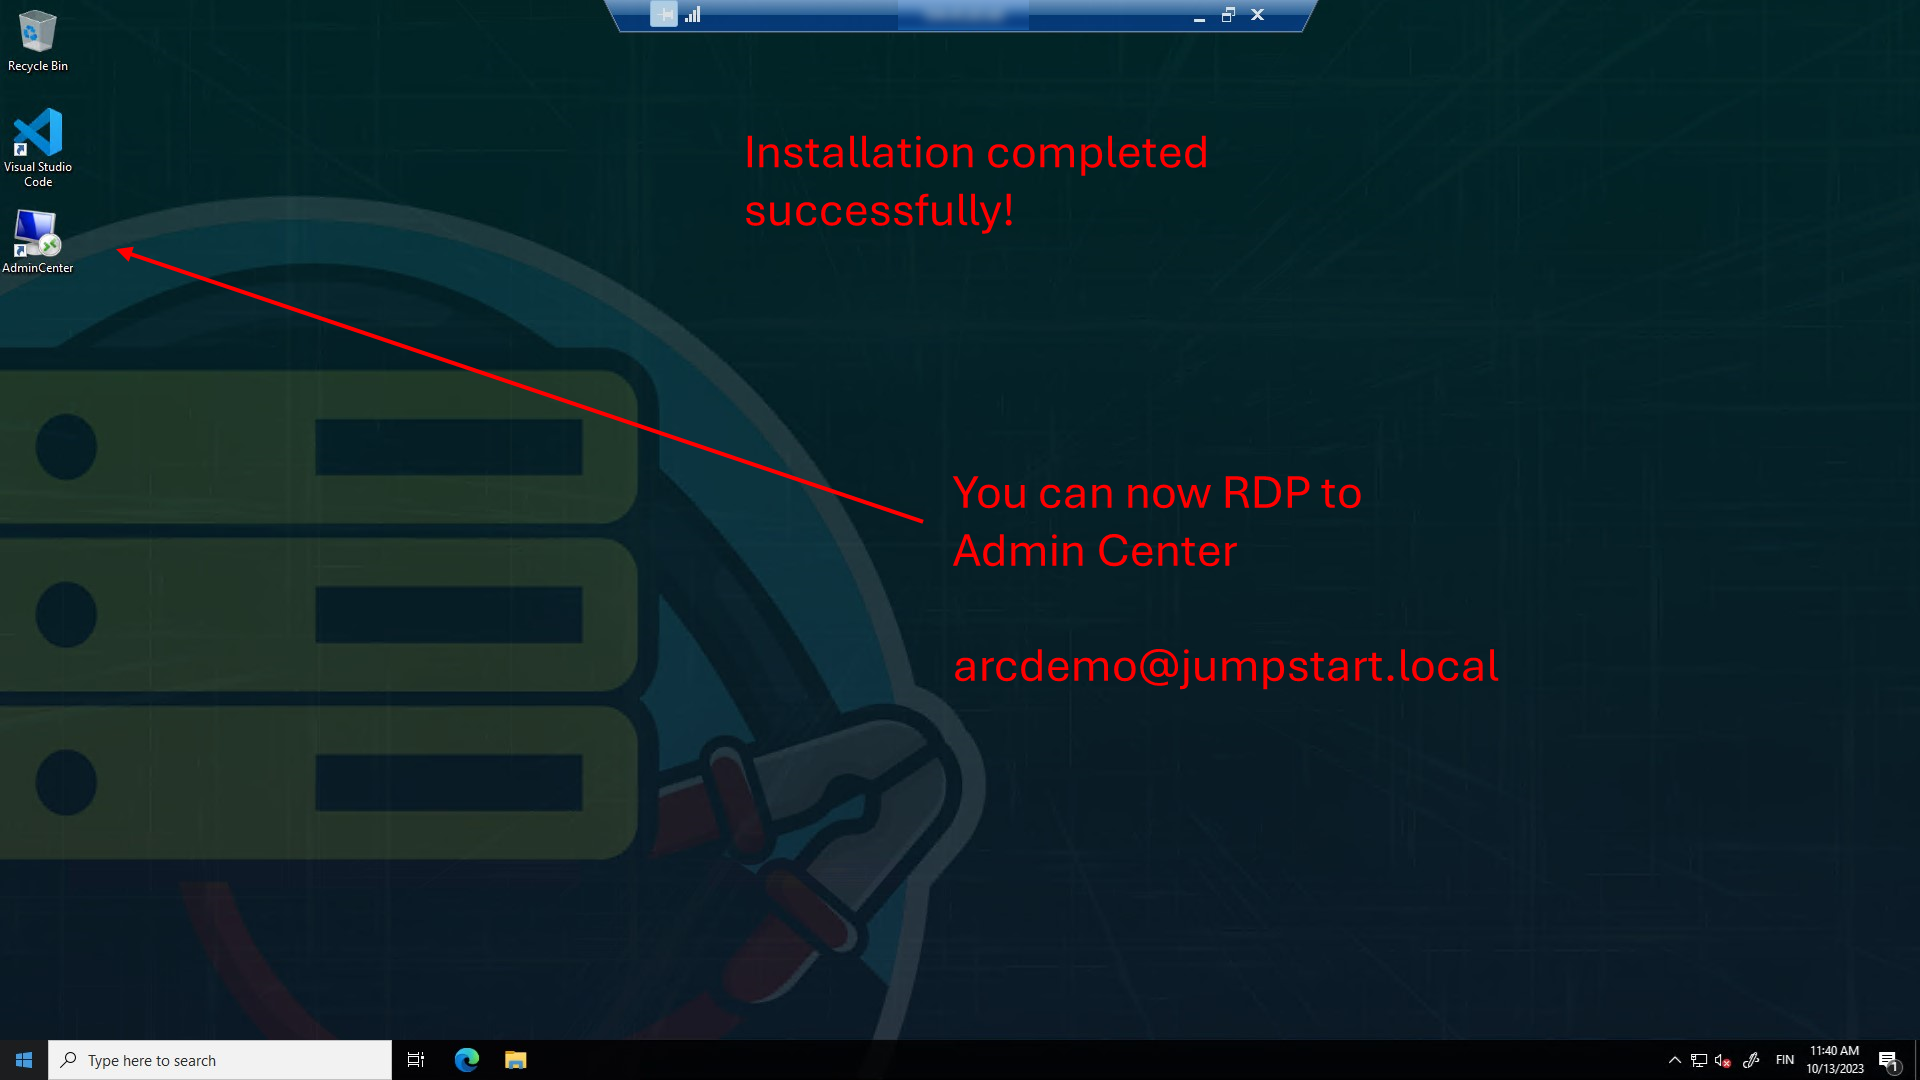 Recycle Bin
Visual Studio
Code
AdminCenter
Installation completed
successfully!
You can now RDP to
Admin Center
arcdemo@jumpstart.local
Type here to search
FIN
11:40 AM
10/13/2023
1